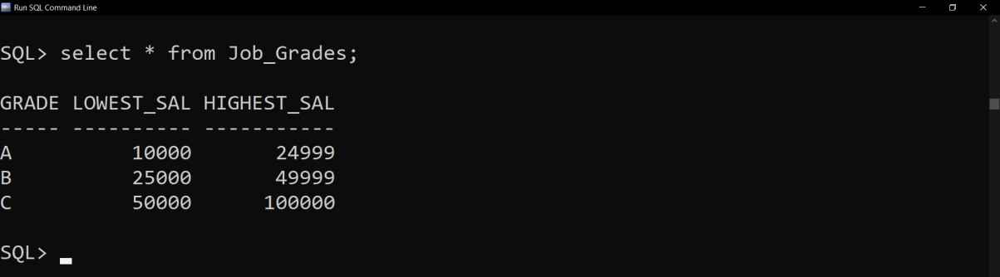 Run SQL Command Line
SQL> select * from Job_Grades;
GRADE LOWEST_SAL HIGHEST_SAL
----- ---------- -----------
A          10000       24999
B          25000       49999
C          50000      100000
SQL>